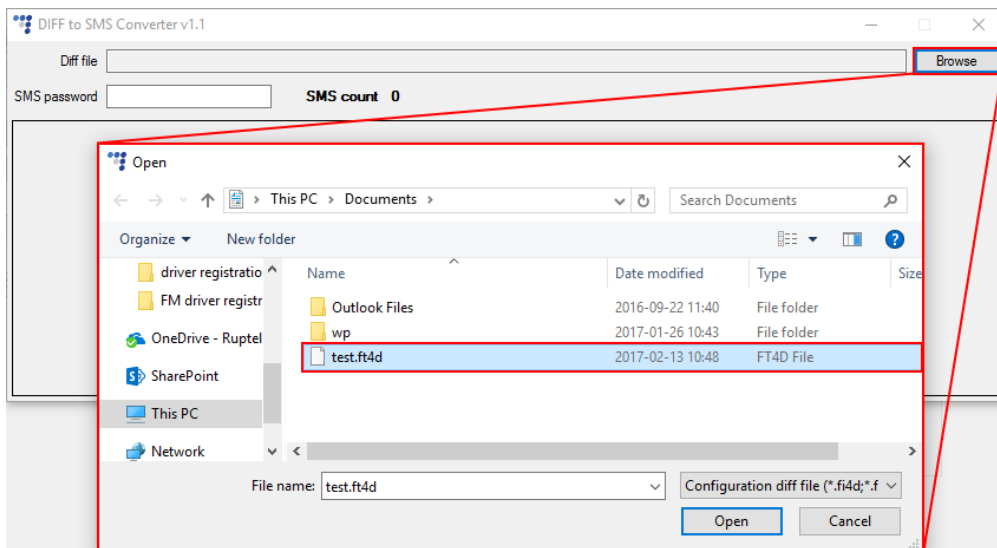 DIFF to SMS Converter v1.1
Diff file
Browse
SMS password
SMS count 0
Open
This PC > Documents >
Search Documents
Organize
New folder
driver registratio
FM driver registr
OneDrive - Ruptel
SharePoint
This PC
Network
Name
Date modified
Type
Size
Outlook Files
2016-09-22 11:40
File folder
wp
2017-01-26 10:43
File folder
test.ft4d
2017-02-13 10:48
FT4D File
File name:
test.ft4d
Configuration diff file (*.fi4d;*.f
Open
Cancel